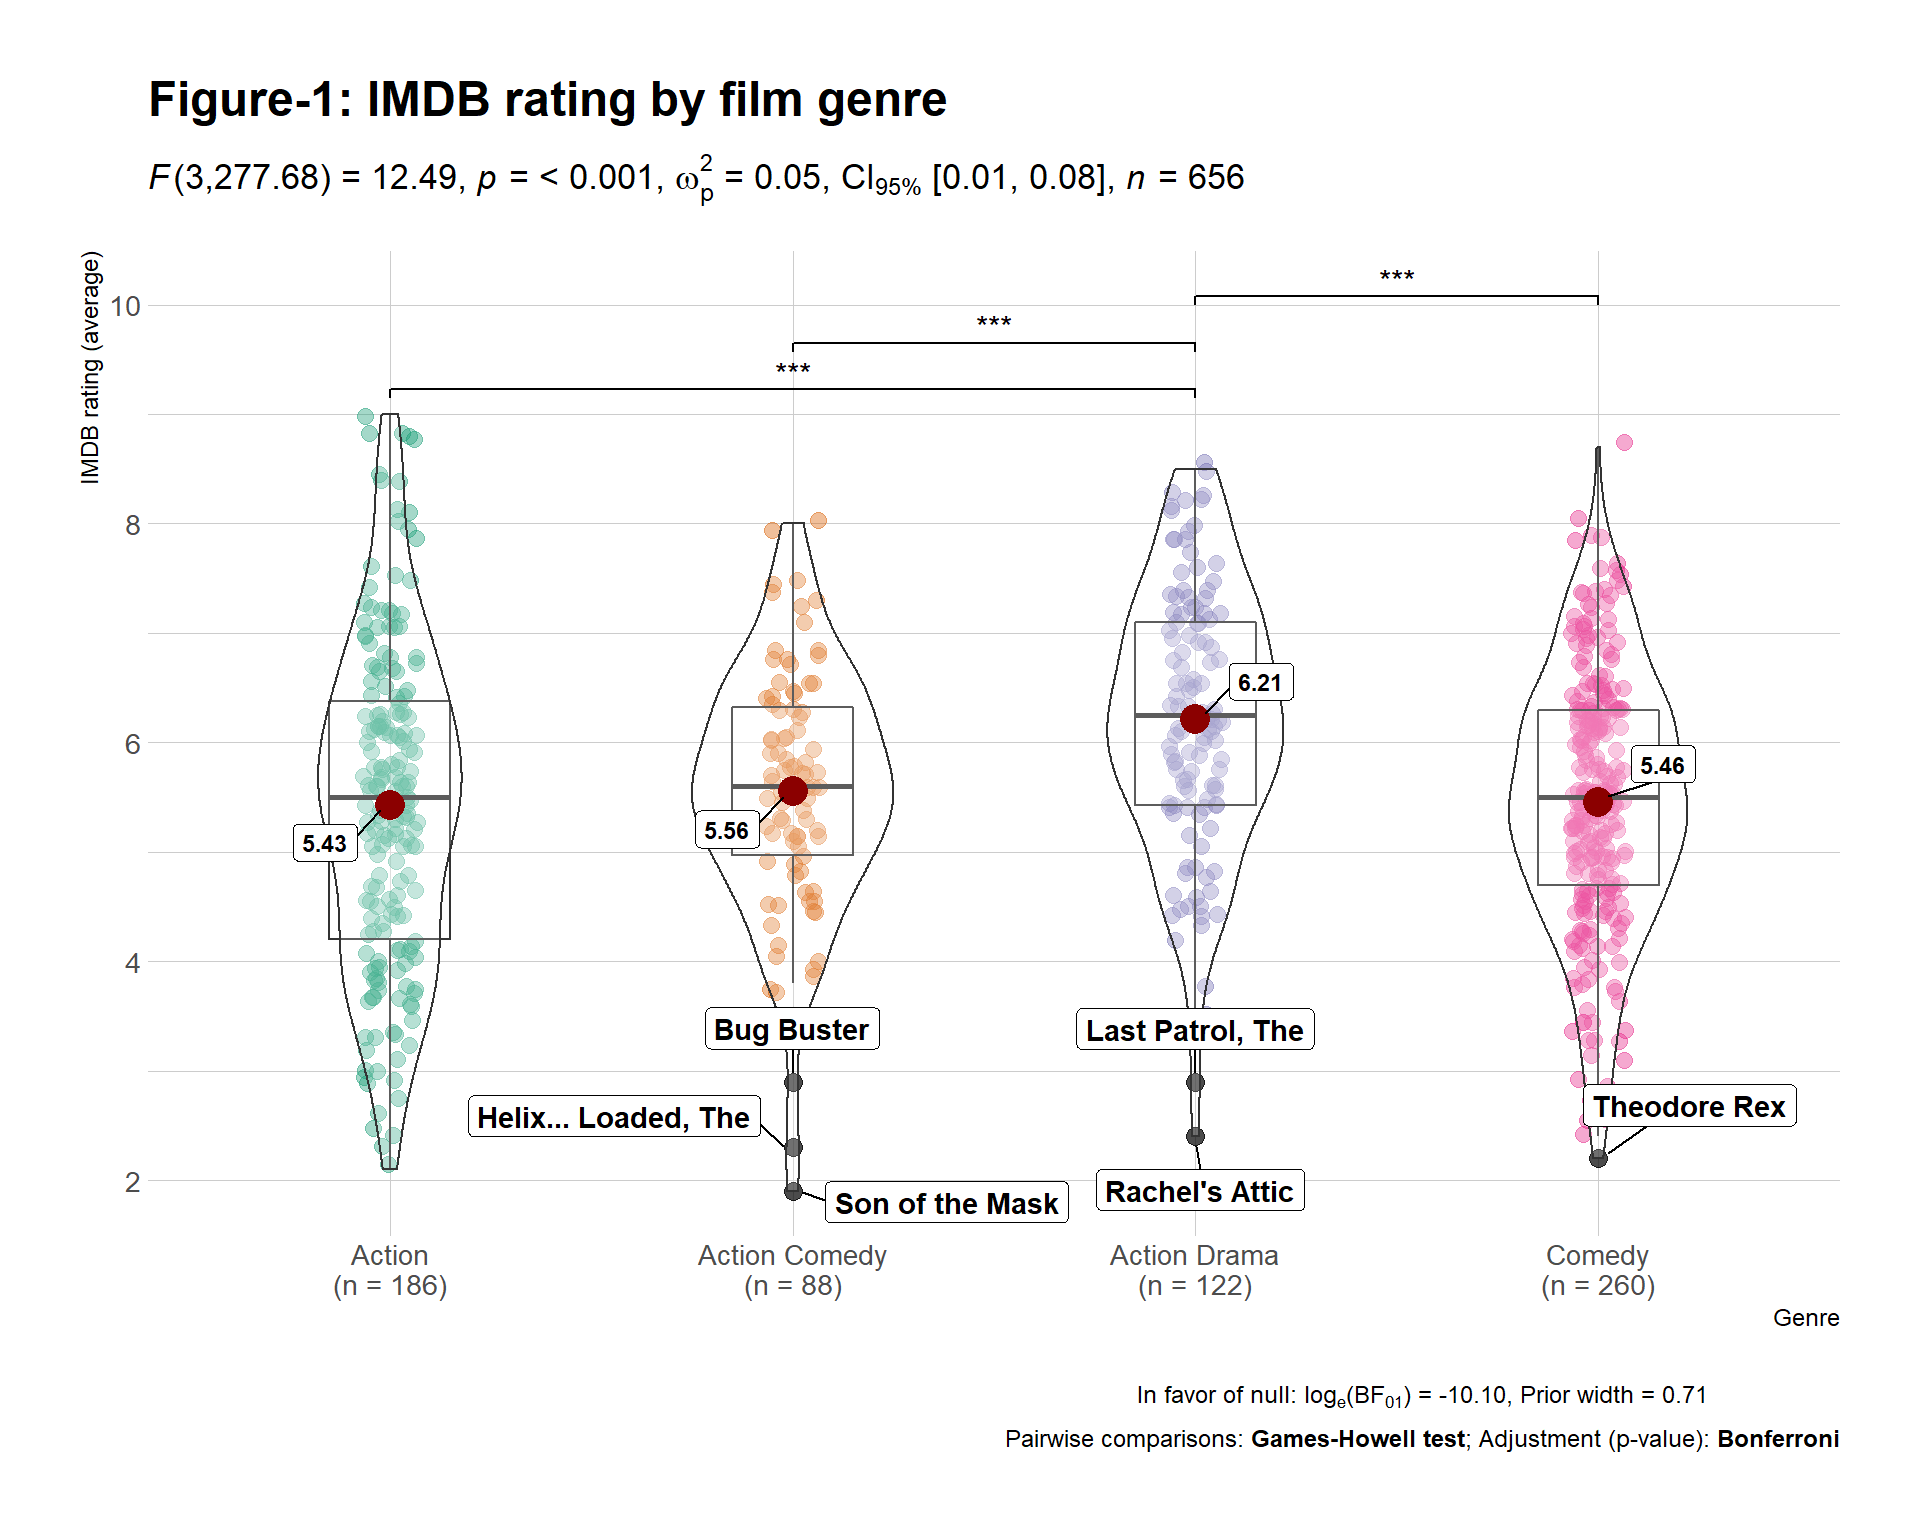 Figure-1: IMDB rating by film genre
F(3,277.68) = 12.49, p = < 0.001, ω²ₚ = 0.05, CI95% [0.01, 0.08], n = 656
IMDB rating (average)
10
8
6
4
2
***
***
***
5.43
5.56
6.21
5.46
Bug Buster
Helix... Loaded, The
Son of the Mask
Last Patrol, The
Rachel's Attic
Theodore Rex
Action
(n = 186)
Action Comedy
(n = 88)
Action Drama
(n = 122)
Comedy
(n = 260)
Genre
In favor of null: loge(BF01) = -10.10, Prior width = 0.71
Pairwise comparisons: Games-Howell test; Adjustment (p-value): Bonferroni